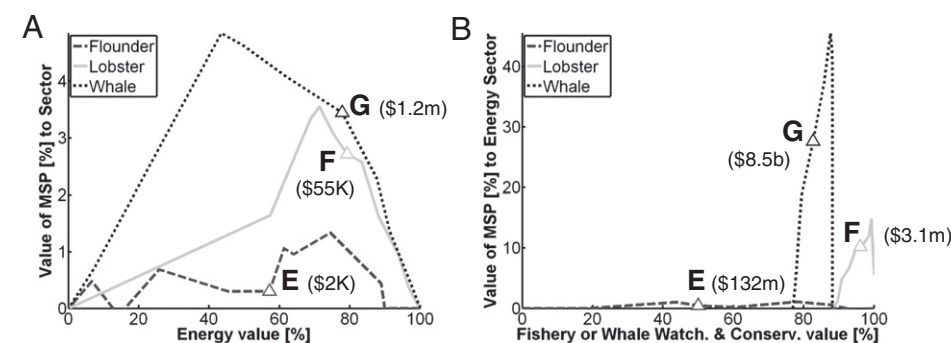 A
Value of MSP [%] to Sector
4
3
2
1
0
Flounder
Lobster
Whale
G ($1.2m)
F
($55K)
E ($2K)
0 20 40 60 80 100
Energy value [%]
B
Value of MSP [%] to Energy Sector
40
30
20
10
0
Flounder
Lobster
Whale
G
($8.5b)
F ($3.1m)
E ($132m)
0 20 40 60 80 100
Fishery or Whale Watch. & Conserv. value [%]